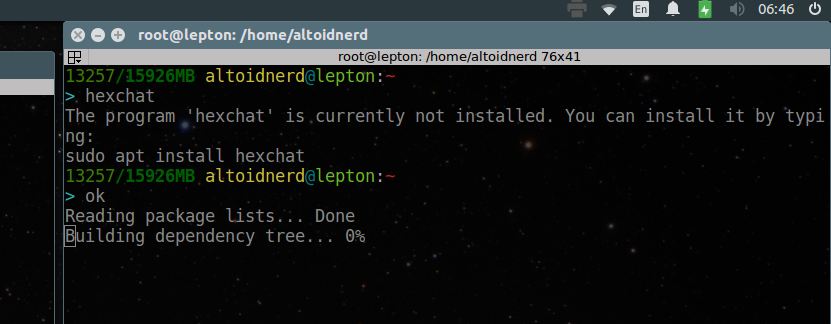 En
06:46
root@lepton: /home/altoidnerd
root@lepton: /home/altoidnerd 76x41
13257/15926MB altoidnerd@lepton:~
> hexchat
The program 'hexchat' is currently not installed. You can install it by typi
ng:
sudo apt install hexchat
13257/15926MB altoidnerd@lepton:~
> ok
Reading package lists... Done
Building dependency tree... 0%